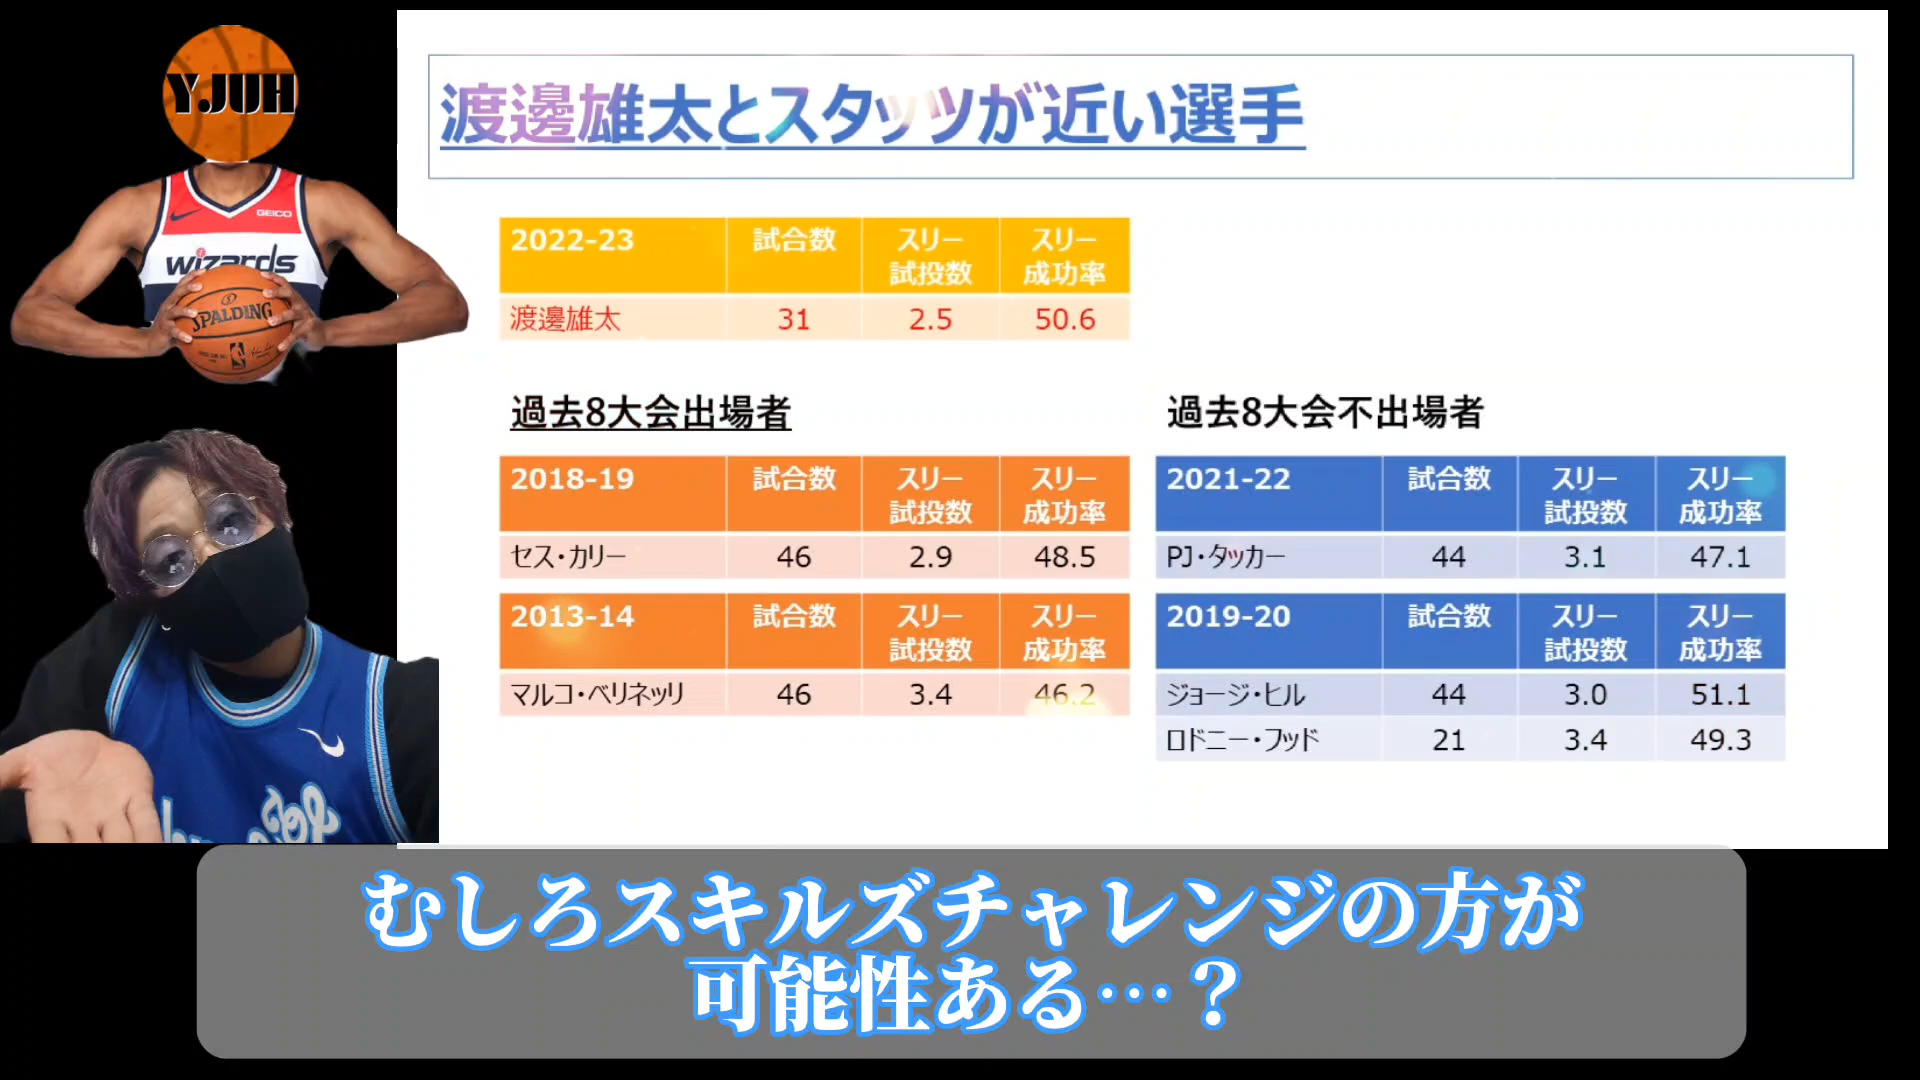 YJUH
GEICO
wizards
SPALDING
渡邊雄太とスタッツが近い選手
2022-23 試合数 スリー試投数 スリー成功率
渡邊雄太 31 2.5 50.6
過去8大会出場者
2018-19 試合数 スリー試投数 スリー成功率
セス・カリー 46 2.9 48.5
2013-14 試合数 スリー試投数 スリー成功率
マルコ・ベリネッリ 46 3.4 46.2
過去8大会不出場者
2021-22 試合数 スリー試投数 スリー成功率
PJ・タッカー 44 3.1 47.1
2019-20 試合数 スリー試投数 スリー成功率
ジョージ・ヒル 44 3.0 51.1
ロドニー・フッド 21 3.4 49.3
むしろスキルズチャレンジの方が
可能性ある…？